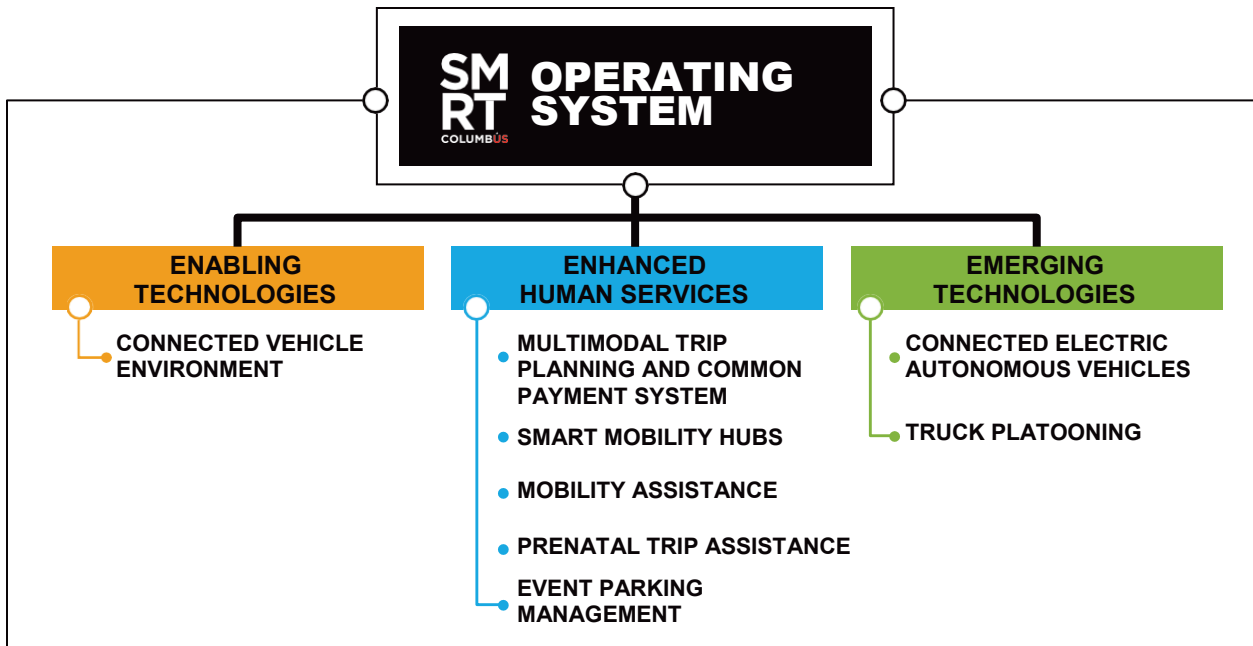 SM
RT
COLUMBUS
OPERATING
SYSTEM
ENABLING
TECHNOLOGIES
CONNECTED VEHICLE
ENVIRONMENT
ENHANCED
HUMAN SERVICES
MULTIMODAL TRIP
PLANNING AND COMMON
PAYMENT SYSTEM
SMART MOBILITY HUBS
MOBILITY ASSISTANCE
PRENATAL TRIP ASSISTANCE
EVENT PARKING
MANAGEMENT
EMERGING
TECHNOLOGIES
CONNECTED ELECTRIC
AUTONOMOUS VEHICLES
TRUCK PLATOONING